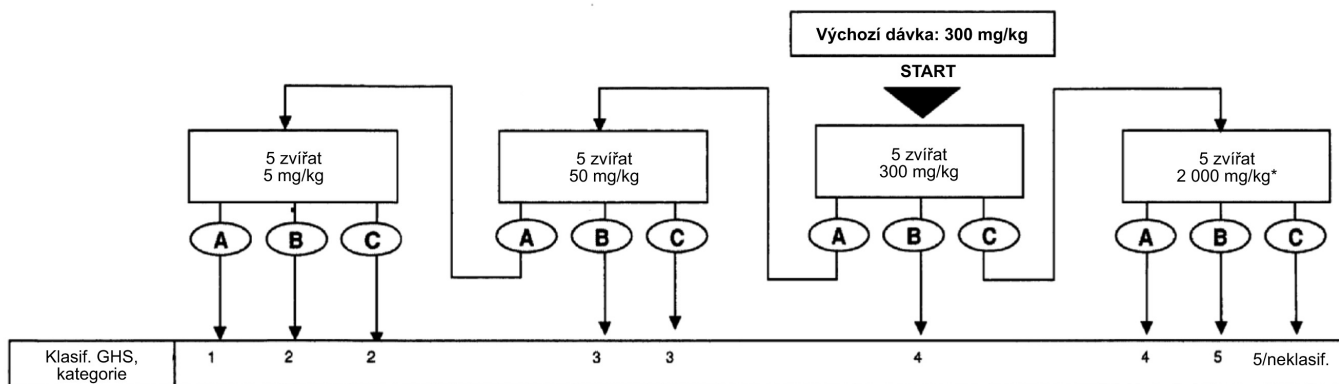 Výchozí dávka: 300 mg/kg
START
5 zvířat
5 mg/kg
5 zvířat
50 mg/kg
5 zvířat
300 mg/kg
5 zvířat
2 000 mg/kg*
A B C A B C A B C A B C
Klasif. GHS,
kategorie
1 2 2 3 3 4 4 5 5/neklasif.